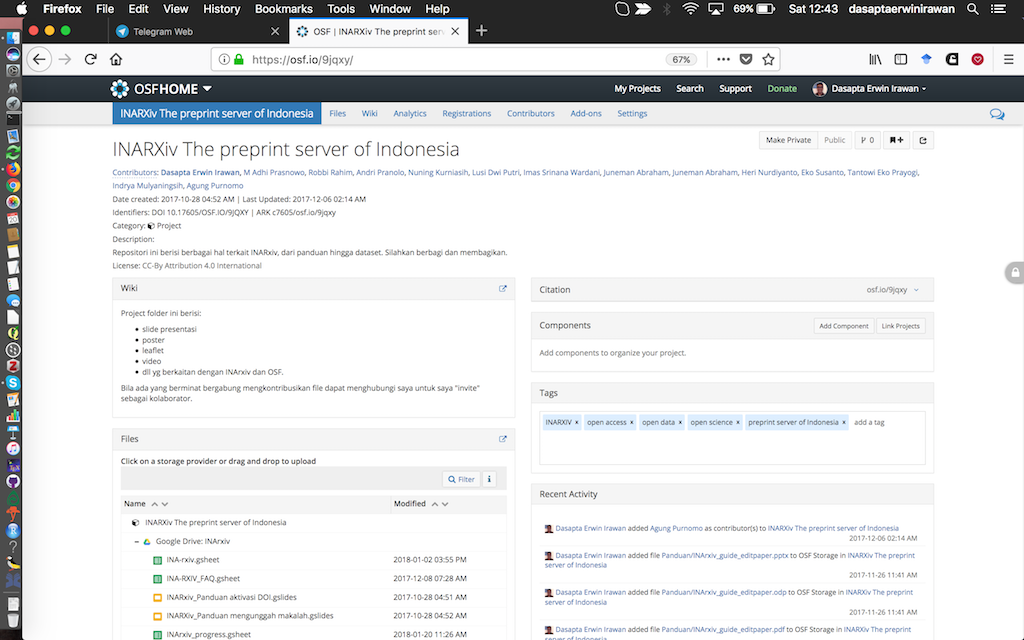 Firefox File Edit View History Bookmarks Tools Window Help 69% Sat 12:43 dasaptaerwinirawan
Telegram Web
OSF | INARXiv The preprint serv
https://osf.io/9jqxy/ 67%
OSFHOME My Projects Search Support Donate Dasapta Erwin Irawan
INARXiv The preprint server of Indonesia Files Wiki Analytics Registrations Contributors Add-ons Settings
INARXiv The preprint server of Indonesia
Make Private Public 0
Contributors: Dasapta Erwin Irawan, M Adhi Prasnowo, Robbi Rahim, Andri Pranolo, Nuning Kurniasih, Lusi Dwi Putri, Imas Srinana Wardani, Juneman Abraham, Juneman Abraham, Heri Nurdiyanto, Eko Susanto, Tantowi Eko Prayogi,
Indrya Mulyaningsih, Agung Purnomo
Date created: 2017-10-28 04:52 AM | Last Updated: 2017-12-06 02:14 AM
Identifiers: DOI 10.17605/OSF.IO/9JQXY | ARK c7605/osf.io/9jqxy
Category: Project
Description:
Repositori ini berisi berbagai hal terkait INARxiv, dari panduan hingga dataset. Silahkan berbagi dan membagikan.
License: CC-By Attribution 4.0 International
Wiki
Project folder ini berisi:
slide presentasi
poster
leaflet
video
dll yg berkaitan dengan INArxiv dan OSF.
Bila ada yang berminat bergabung mengkontribusikan file dapat menghubungi saya untuk saya "invite"
sebagai kolaborator.
Files
Click on a storage provider or drag and drop to upload
Filter i
Name Modified
INARXiv The preprint server of Indonesia
Google Drive: INArxiv
INA-rxiv.gsheet 2018-01-02 03:55 PM
INA-RXIV_FAQ.gsheet 2017-12-08 07:28 AM
INARXiv_Panduan aktivasi DOI.gslides 2017-10-28 04:51 AM
INARXiv_Panduan mengunggah makalah.gslides 2017-10-28 04:52 AM
INArxiv_progress.gsheet 2018-01-20 11:26 AM
Citation osf.io/9jqxy
Components Add Component Link Projects
Add components to organize your project.
Tags
INARXIV x open access x open data x open science x preprint server of Indonesia x add a tag
Recent Activity
Dasapta Erwin Irawan added Agung Purnomo as contributor(s) to INARXiv The preprint server of Indonesia
2017-12-06 02:14 AM
Dasapta Erwin Irawan added file Panduan/INArxiv_guide_editpaper.pptx to OSF Storage in INARXiv The preprint
server of Indonesia
2017-11-26 11:41 AM
Dasapta Erwin Irawan added file Panduan/INArxiv_guide_editpaper.odp to OSF Storage in INARXiv The preprint
server of Indonesia
2017-11-26 11:41 AM
Dasapta Erwin Irawan added file Panduan/INArxiv_guide_editpaper.pdf to OSF Storage in INARXiv The preprint
server of Indonesia